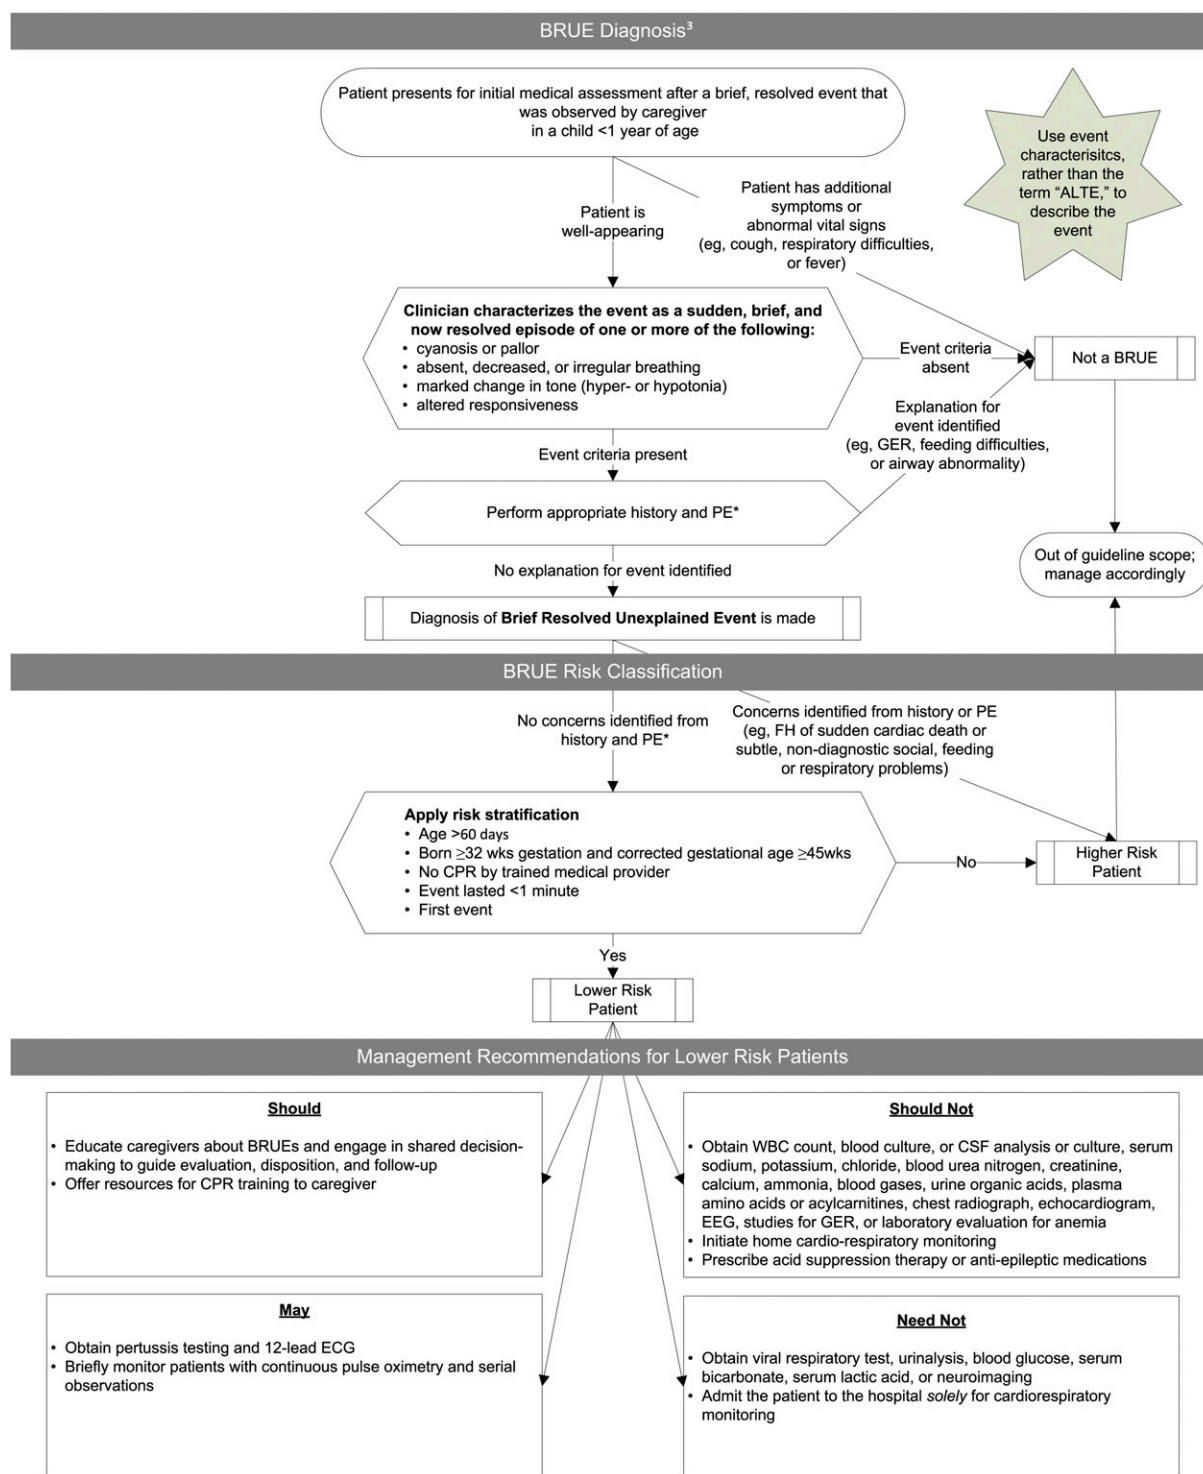 BRUE Diagnosis³
Patient presents for initial medical assessment after a brief, resolved event that
was observed by caregiver
in a child <1 year of age
Use event
characterisitcs,
rather than the
term “ALTE,” to
describe the
event
Patient is
well-appearing
Patient has additional
symptoms or
abnormal vital signs
(eg, cough, respiratory difficulties,
or fever)
Clinician characterizes the event as a sudden, brief, and
now resolved episode of one or more of the following:
• cyanosis or pallor
• absent, decreased, or irregular breathing
• marked change in tone (hyper- or hypotonia)
• altered responsiveness
Event criteria
absent
Not a BRUE
Explanation for
event identified
(eg, GER, feeding difficulties,
or airway abnormality)
Event criteria present
Perform appropriate history and PE*
No explanation for event identified
Out of guideline scope;
manage accordingly
Diagnosis of Brief Resolved Unexplained Event is made
BRUE Risk Classification
No concerns identified from
history and PE*
Concerns identified from history or PE
(eg, FH of sudden cardiac death or
subtle, non-diagnostic social, feeding
or respiratory problems)
Apply risk stratification
• Age >60 days
• Born ≥32 wks gestation and corrected gestational age ≥45wks
• No CPR by trained medical provider
• Event lasted <1 minute
• First event
No
Higher Risk
Patient
Yes
Lower Risk
Patient
Management Recommendations for Lower Risk Patients
Should
• Educate caregivers about BRUEs and engage in shared decision-
making to guide evaluation, disposition, and follow-up
• Offer resources for CPR training to caregiver
Should Not
• Obtain WBC count, blood culture, or CSF analysis or culture, serum
sodium, potassium, chloride, blood urea nitrogen, creatinine,
calcium, ammonia, blood gases, urine organic acids, plasma
amino acids or acylcarnitines, chest radiograph, echocardiogram,
EEG, studies for GER, or laboratory evaluation for anemia
• Initiate home cardio-respiratory monitoring
• Prescribe acid suppression therapy or anti-epileptic medications
May
• Obtain pertussis testing and 12-lead ECG
• Briefly monitor patients with continuous pulse oximetry and serial
observations
Need Not
• Obtain viral respiratory test, urinalysis, blood glucose, serum
bicarbonate, serum lactic acid, or neuroimaging
• Admit the patient to the hospital solely for cardiorespiratory
monitoring